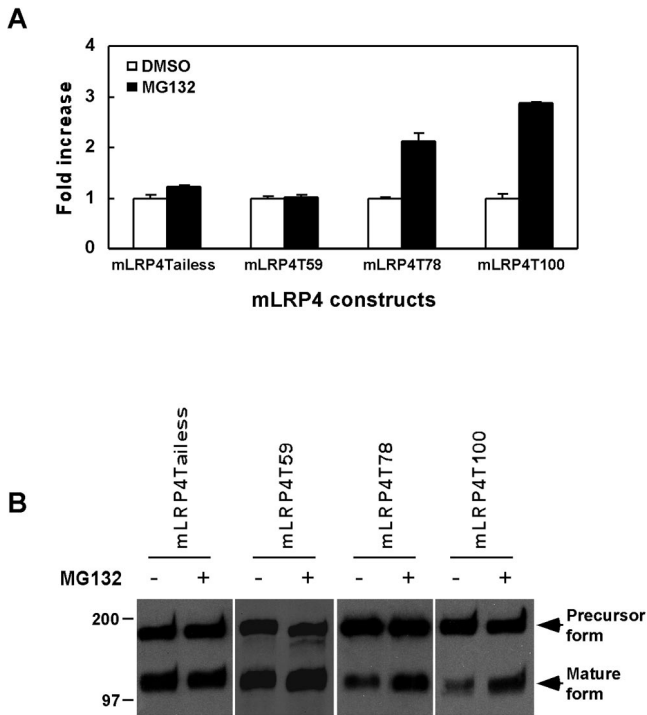 A
4
3
2
1
0
Fold increase
DMSO
MG132
mLRP4Tailess
mLRP4T59
mLRP4T78
mLRP4T100
mLRP4 constructs
B
mLRP4Tailess
mLRP4T59
mLRP4T78
mLRP4T100
MG132 - + - + - + - +
200
97
Precursor
form
Mature
form